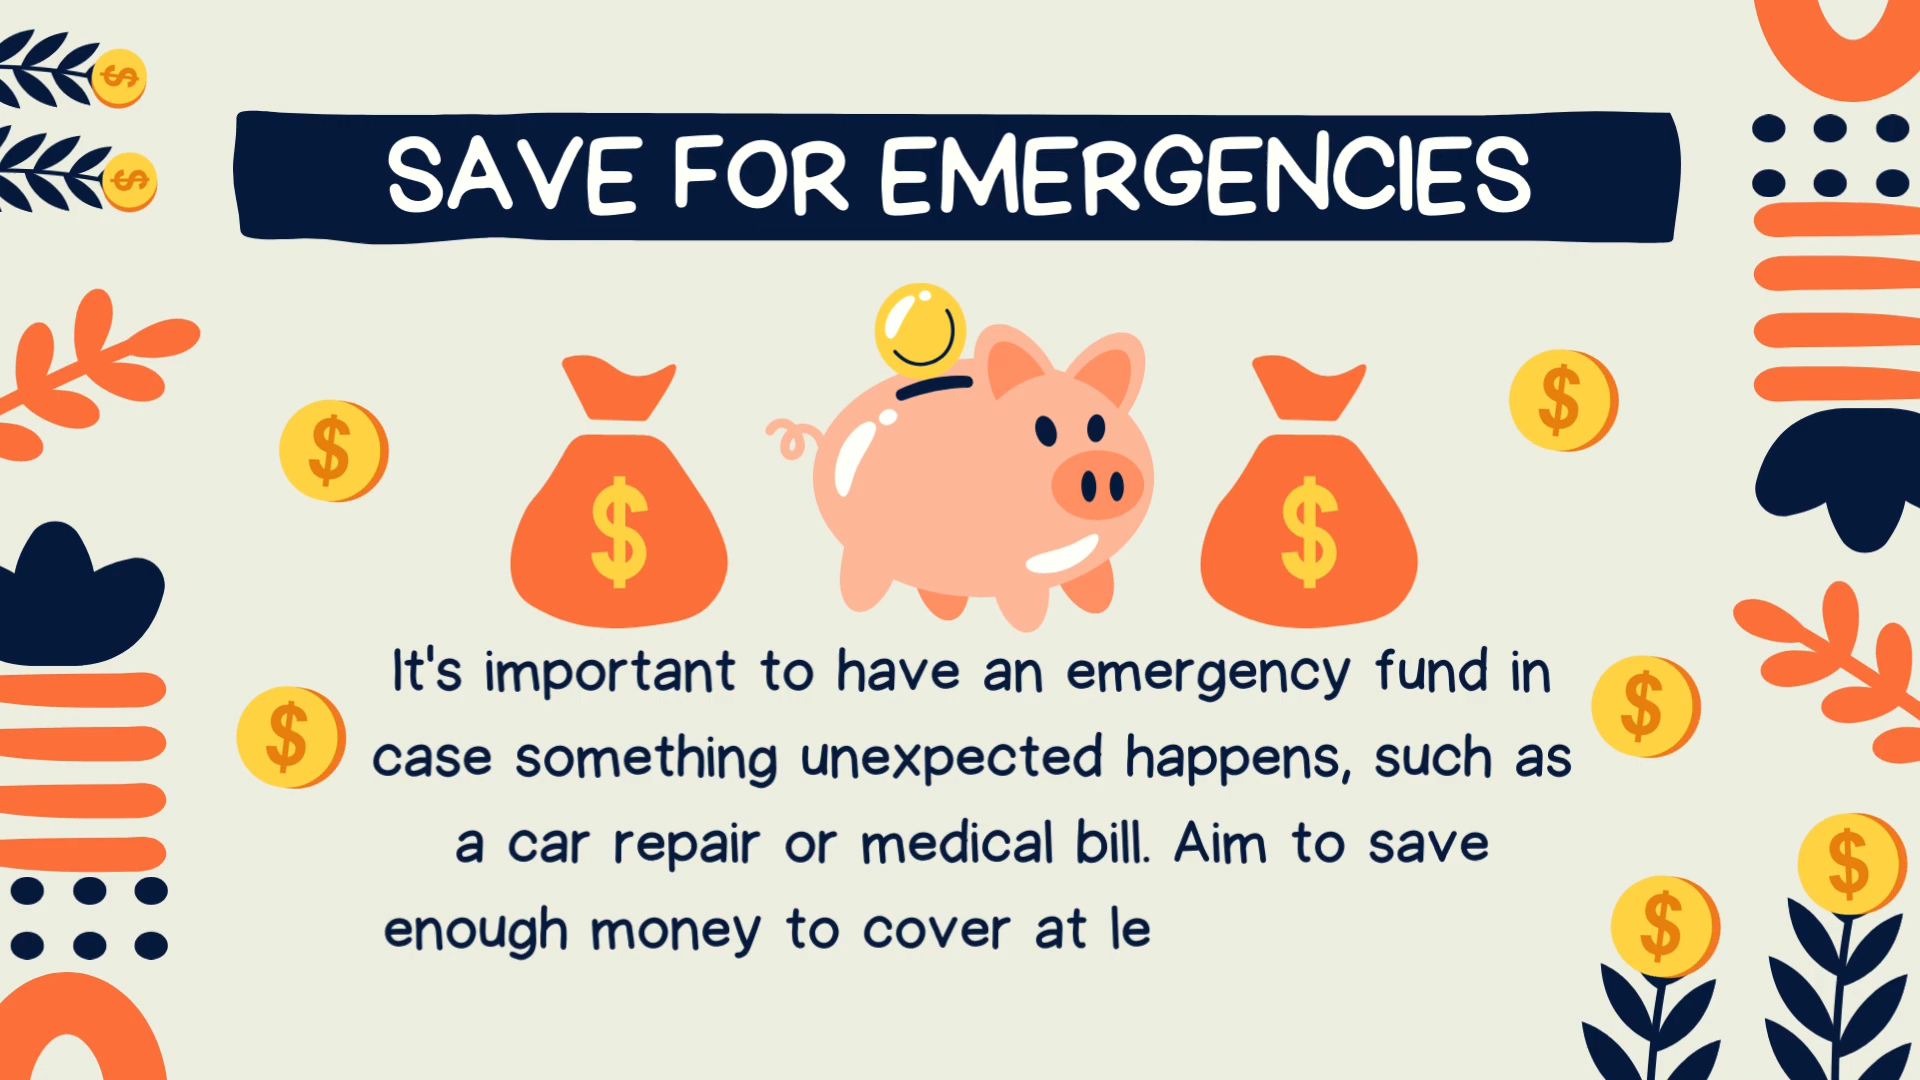 SAVE FOR EMERGENCIES
$ $
$ $
$ $
$ $
$ $
$ $
It's important to have an emergency fund in
case something unexpected happens, such as
a car repair or medical bill. Aim to save
enough money to cover at le